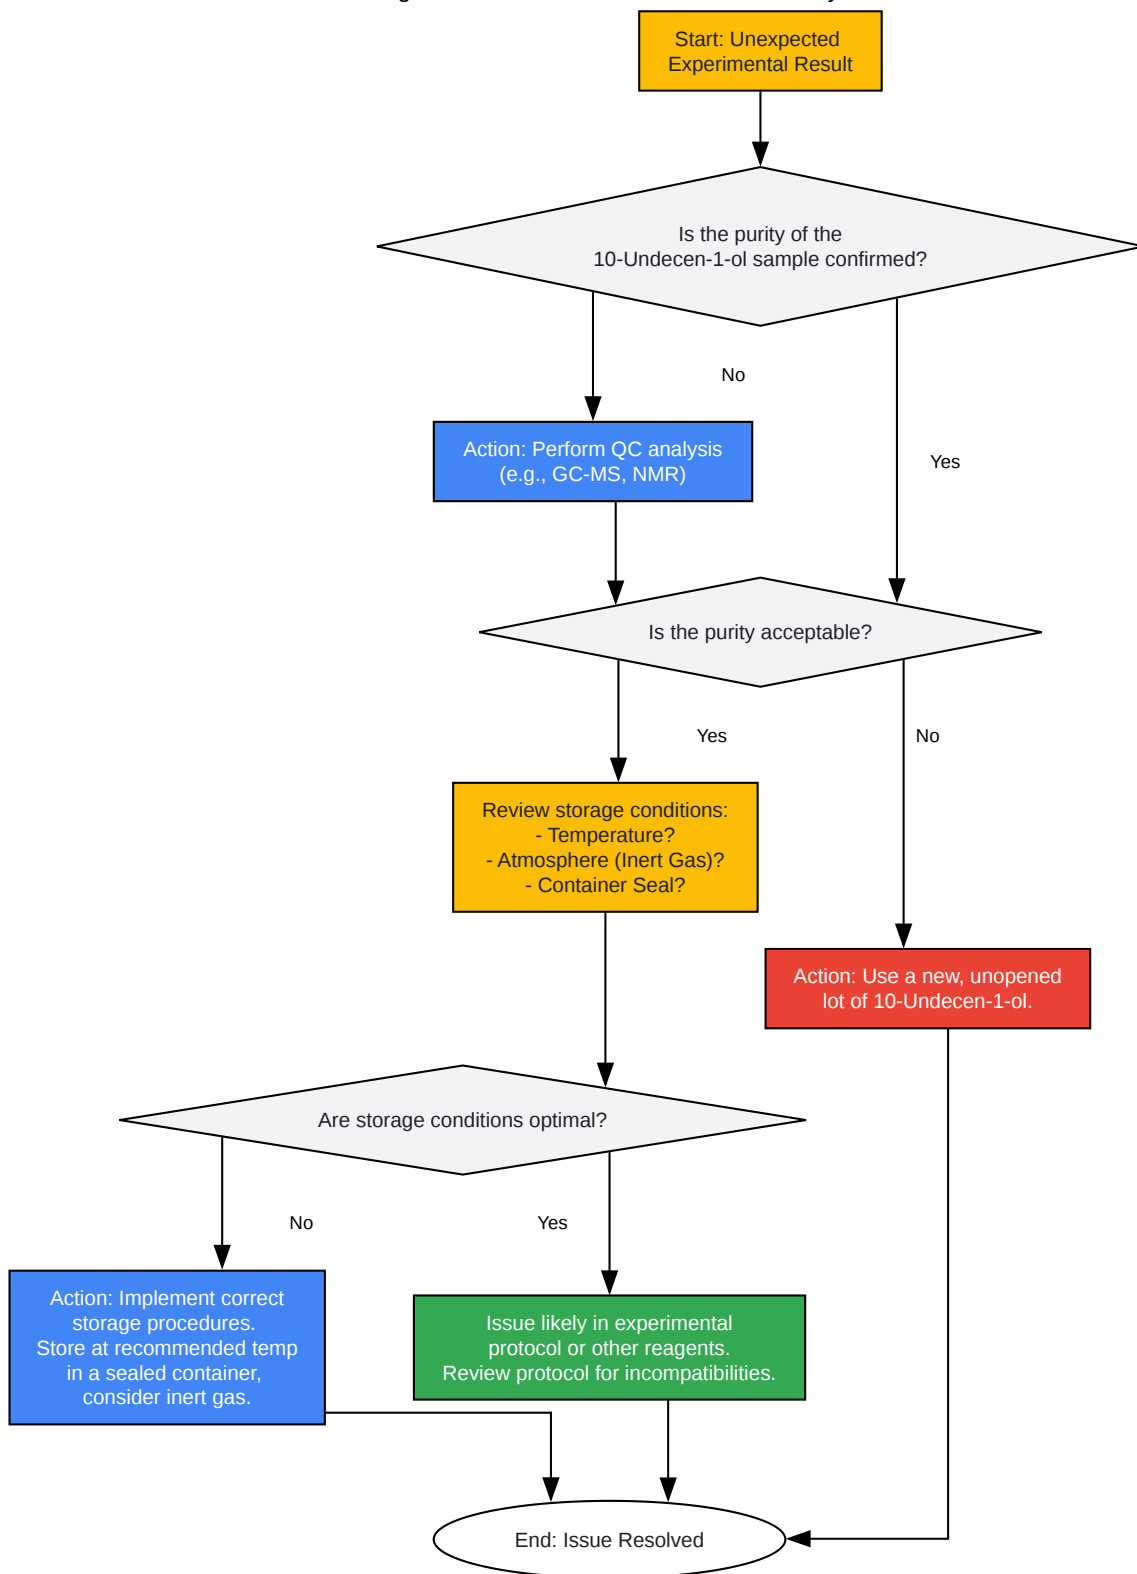 Start: Unexpected
Experimental Result
Is the purity of the
10-Undecen-1-ol sample confirmed?
No
Action: Perform QC analysis
(e.g., GC-MS, NMR)
Yes
Is the purity acceptable?
Yes
No
Review storage conditions:
- Temperature?
- Atmosphere (Inert Gas)?
- Container Seal?
Action: Use a new, unopened
lot of 10-Undecen-1-ol.
Are storage conditions optimal?
No
Yes
Action: Implement correct
storage procedures.
Store at recommended temp
in a sealed container,
consider inert gas.
Issue likely in experimental
protocol or other reagents.
Review protocol for incompatibilities.
End: Issue Resolved